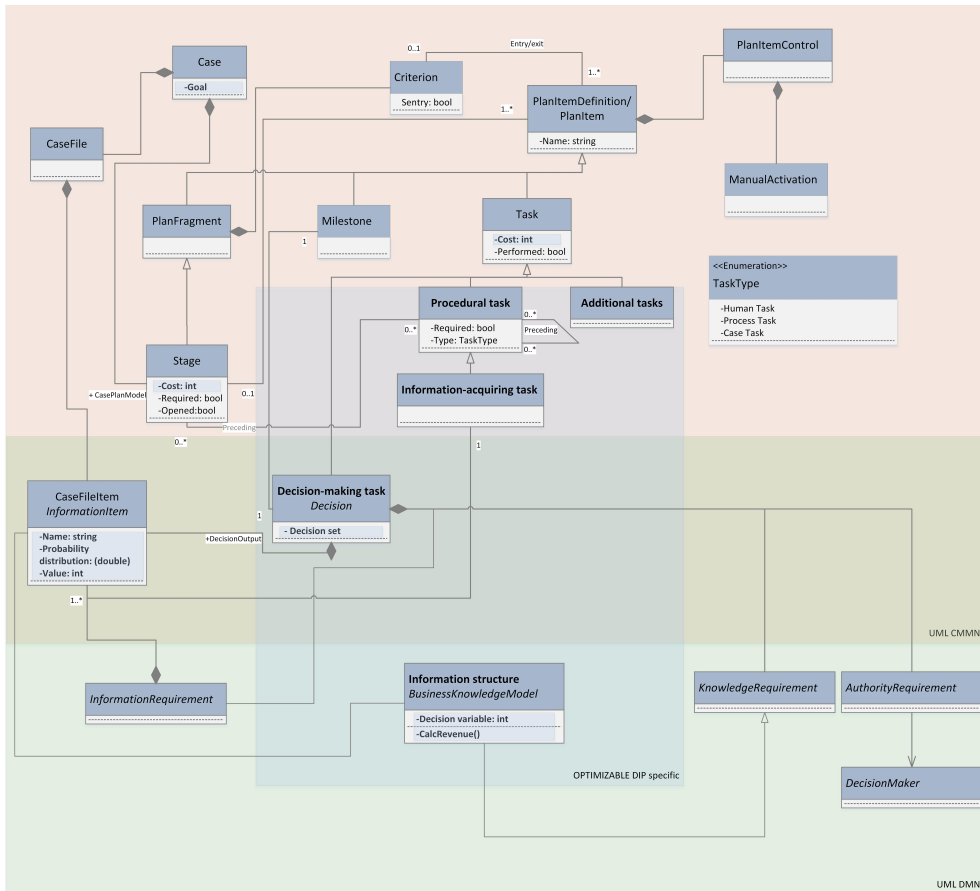 Case
-Goal
Entry/exit
0..1
1..*
Criterion
Sentry: bool
PlanItemControl
1..*
PlanItemDefinition/
PlanItem
-Name: string
CaseFile
ManualActivation
PlanFragment
Milestone
1
Task
-Cost: int
-Performed: bool
<<Enumeration>>
TaskType
-Human Task
-Process Task
-Case Task
Procedural task
-Required: bool
-Type: TaskType
0..*
0..*
Preceding
0..*
Additional tasks
Stage
-Cost: int
-Required: bool
-Opened:bool
+ CasePlanModel
0..1
Preceding
0..*
Information-acquiring task
1
CaseFileItem
InformationItem
-Name: string
-Probability
distribution: (double)
-Value: int
Decision-making task
Decision
- Decision set
1
+DecisionOutput
1..*
UML CMMN
InformationRequirement
Information structure
BusinessKnowledgeModel
-Decision variable: int
-CalcRevenue()
KnowledgeRequirement
AuthorityRequirement
DecisionMaker
OPTIMIZABLE DIP specific
UML DMN